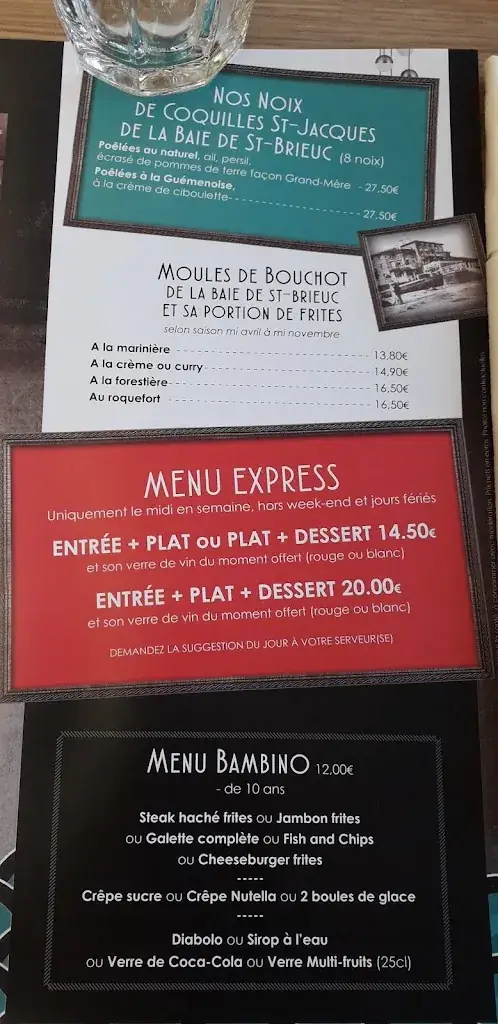 NOS NOIX
DE COQUILLES ST-JACQUES
DE LA BAIE DE ST-BRIEUC (8 noix)
Poêlées au naturel, ail, persil,
écrasé de pommes de terre façon Grand-Mère - 27,50€
Poêlées à la Guémenoise,
à la crème de ciboulette- - - - - - - - - - - - - - - - - - - 27,50€
MOULES DE BOUCHOT
DE LA BAIE DE ST-BRIEUC
ET SA PORTION DE FRITES
selon saison mi avril à mi novembre
A la marinière - - - - - - - - - - - - - - - - - - - - - - - - - 13,80€
A la crème ou curry- - - - - - - - - - - - - - - - - - - - - 14,90€
A la forestière- - - - - - - - - - - - - - - - - - - - - - - - - 16,50€
Au roquefort - - - - - - - - - - - - - - - - - - - - - - - - - 16,50€
MENU EXPRESS
Uniquement le midi en semaine, hors week-end et jours fériés
ENTRÉE + PLAT OU PLAT + DESSERT 14.50€
et son verre de vin du moment offert (rouge ou blanc)
ENTRÉE + PLAT + DESSERT 20.00€
et son verre de vin du moment offert (rouge ou blanc)
DEMANDEZ LA SUGGESTION DU JOUR À VOTRE SERVEUR(SE)
MENU BAMBINO 12.00€
- de 10 ans
Steak haché frites ou Jambon frites
ou Galette complète ou Fish and Chips
ou Cheeseburger frites
-----
Crêpe sucre ou Crêpe Nutella ou 2 boules de glace
-----
Diabolo ou Sirop à l'eau
ou Verre de Coca-Cola ou Verre Multi-fruits (25cl)